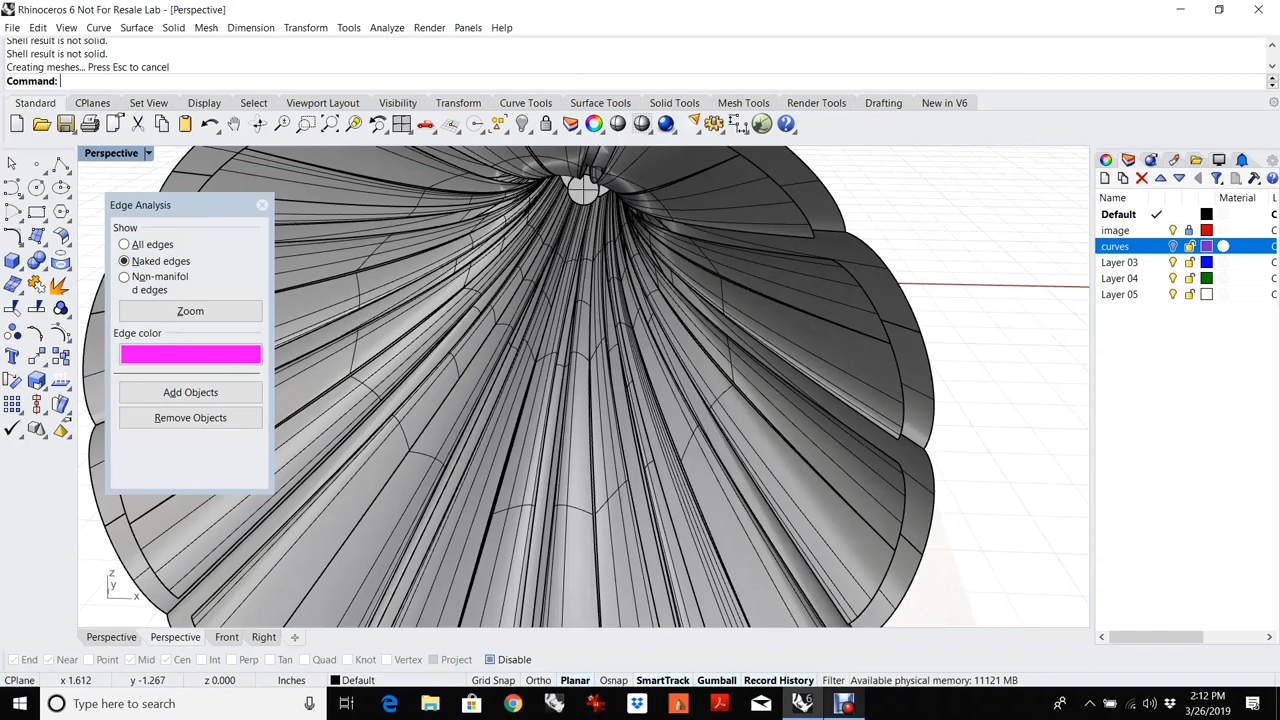 Rhinoceros 6 Not For Resale Lab - [Perspective]
File Edit View Curve Surface Solid Mesh Dimension Transform Tools Analyze Render Panels Help
Shell result is not solid.
Shell result is not solid.
Creating meshes... Press Esc to cancel
Command:
Standard CPlanes Set View Display Select Viewport Layout Visibility Transform Curve Tools Surface Tools Solid Tools Mesh Tools Render Tools Drafting New in V6
Perspective
Edge Analysis
Show
All edges
Naked edges
Non-manifol
d edges
Zoom
Edge color
Add Objects
Remove Objects
Name Material C
Default C
image C
curves C
Layer 03 C
Layer 04 C
Layer 05 C
z
y
x
Perspective Perspective Front Right
End Near Point Mid Cen Int Perp Tan Quad Knot Vertex Project Disable
CPlane x 1.612 y -1.267 z 0.000 Inches Default Grid Snap Ortho Planar Osnap SmartTrack Gumball Record History Filter Available physical memory: 11121 MB
Type here to search
2:12 PM
3/26/2019